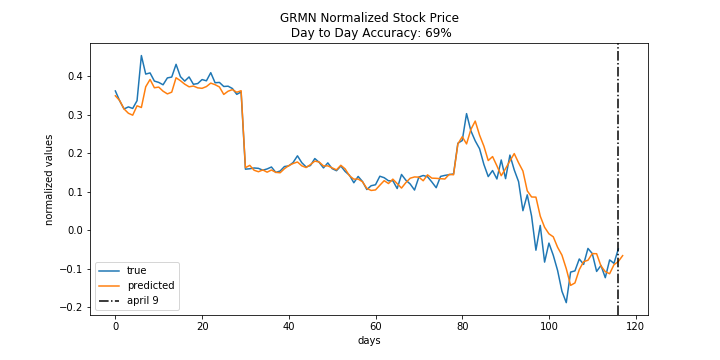 GRMN Normalized Stock Price
Day to Day Accuracy: 69%
normalized values
0.4
0.3
0.2
0.1
0.0
−0.1
−0.2
true
predicted
april 9
0 20 40 60 80 100 120
days